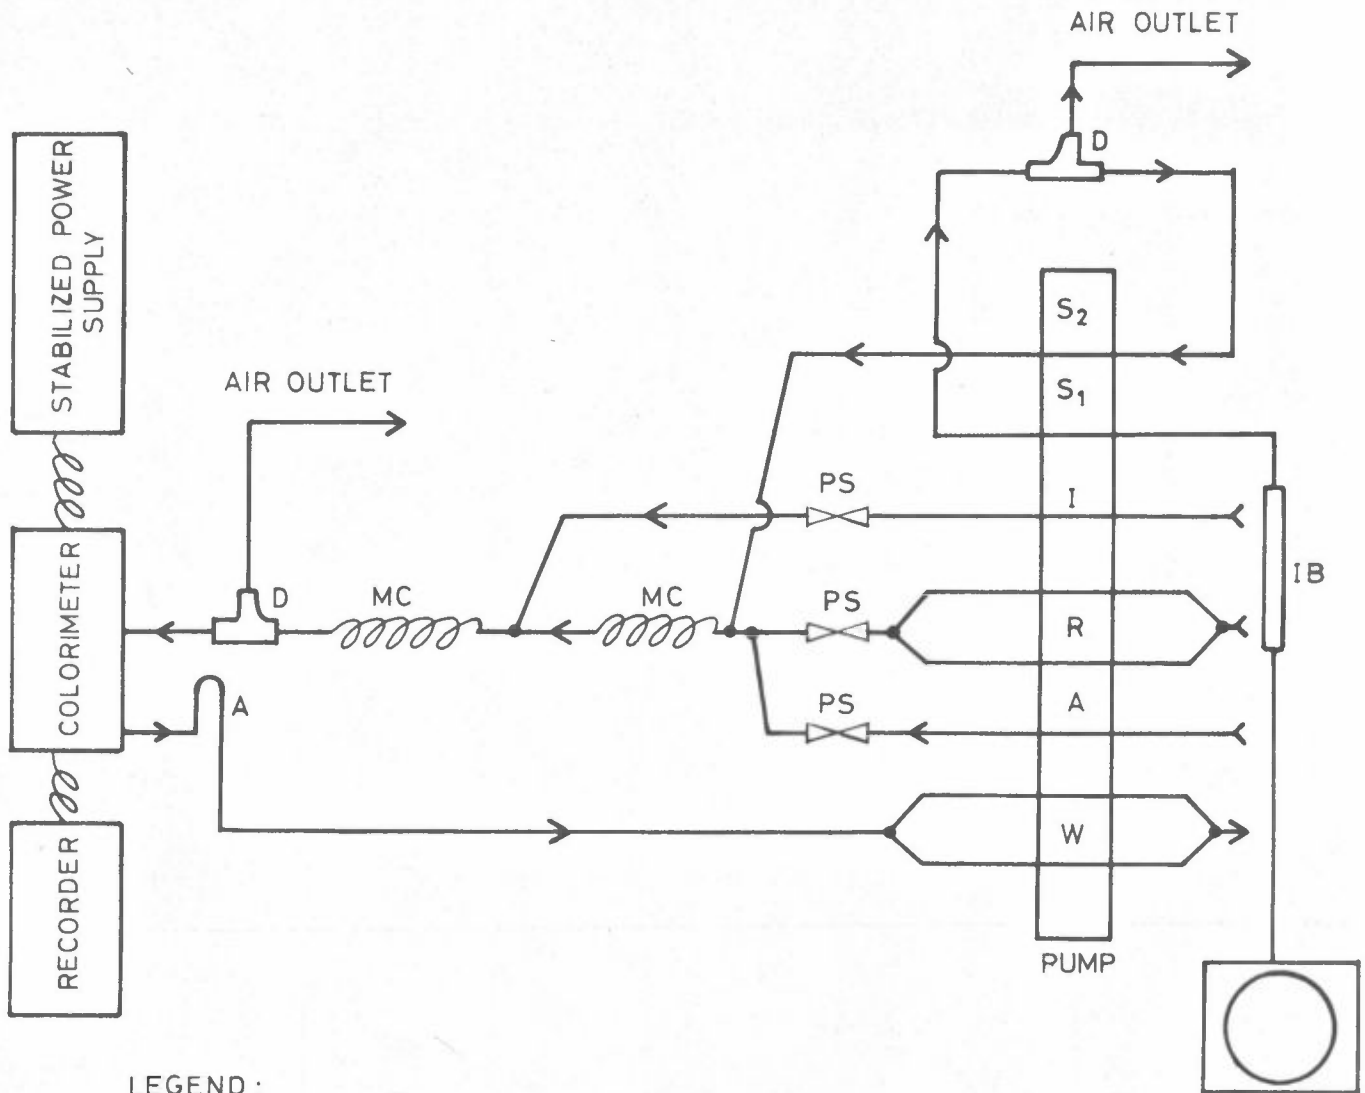 AIR OUTLET
D
STABILIZED POWER
SUPPLY
S2
S1
AIR OUTLET
PS
I
IB
D
MC
MC
PS
R
COLORIMETER
A
PS
A
W
RECORDER
PUMP
LEGEND: